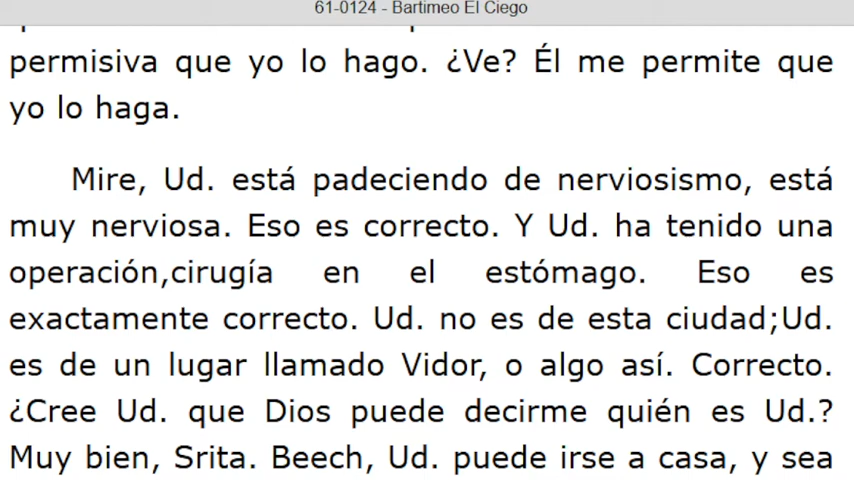 61-0124 - Bartimeo El Ciego
permisiva que yo lo hago. ¿Ve? Él me permite que
yo lo haga.
Mire, Ud. está padeciendo de nerviosismo, está
muy nerviosa. Eso es correcto. Y Ud. ha tenido una
operación,cirugía en el estómago. Eso es
exactamente correcto. Ud. no es de esta ciudad;Ud.
es de un lugar llamado Vidor, o algo así. Correcto.
¿Cree Ud. que Dios puede decirme quién es Ud.?
Muy bien, Srita. Beech, Ud. puede irse a casa, y sea